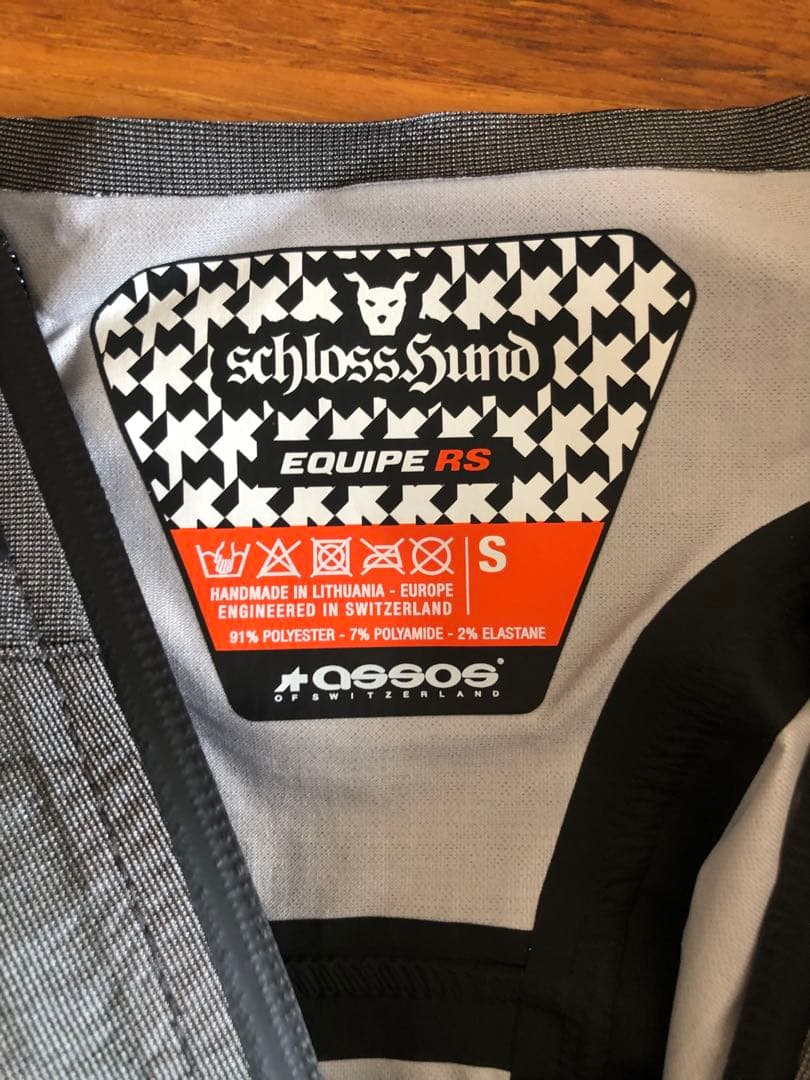 schlossHund
EQUIPE RS
S
HANDMADE IN LITHUANIA - EUROPE
ENGINEERED IN SWITZERLAND
91% POLYESTER - 7% POLYAMIDE - 2% ELASTANE
assos®
OF SWITZERLAND